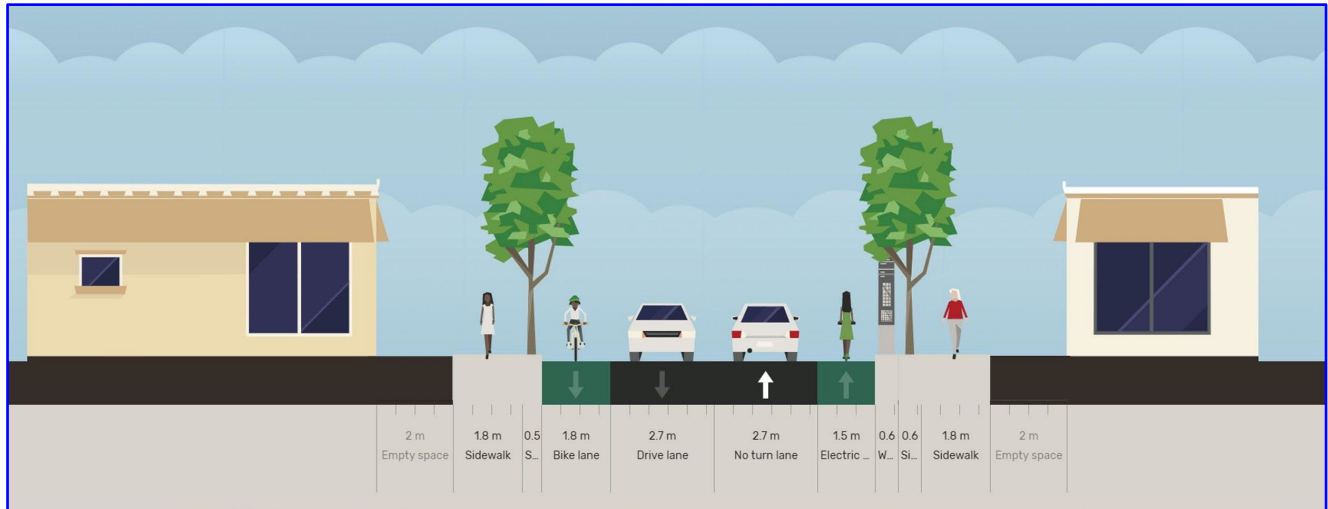 2 m
Empty space
1.8 m
Sidewalk
0.5
S...
1.8 m
Bike lane
2.7 m
Drive lane
2.7 m
No turn lane
1.5 m
Electric ...
0.6
W...
0.6
Si...
1.8 m
Sidewalk
2 m
Empty space